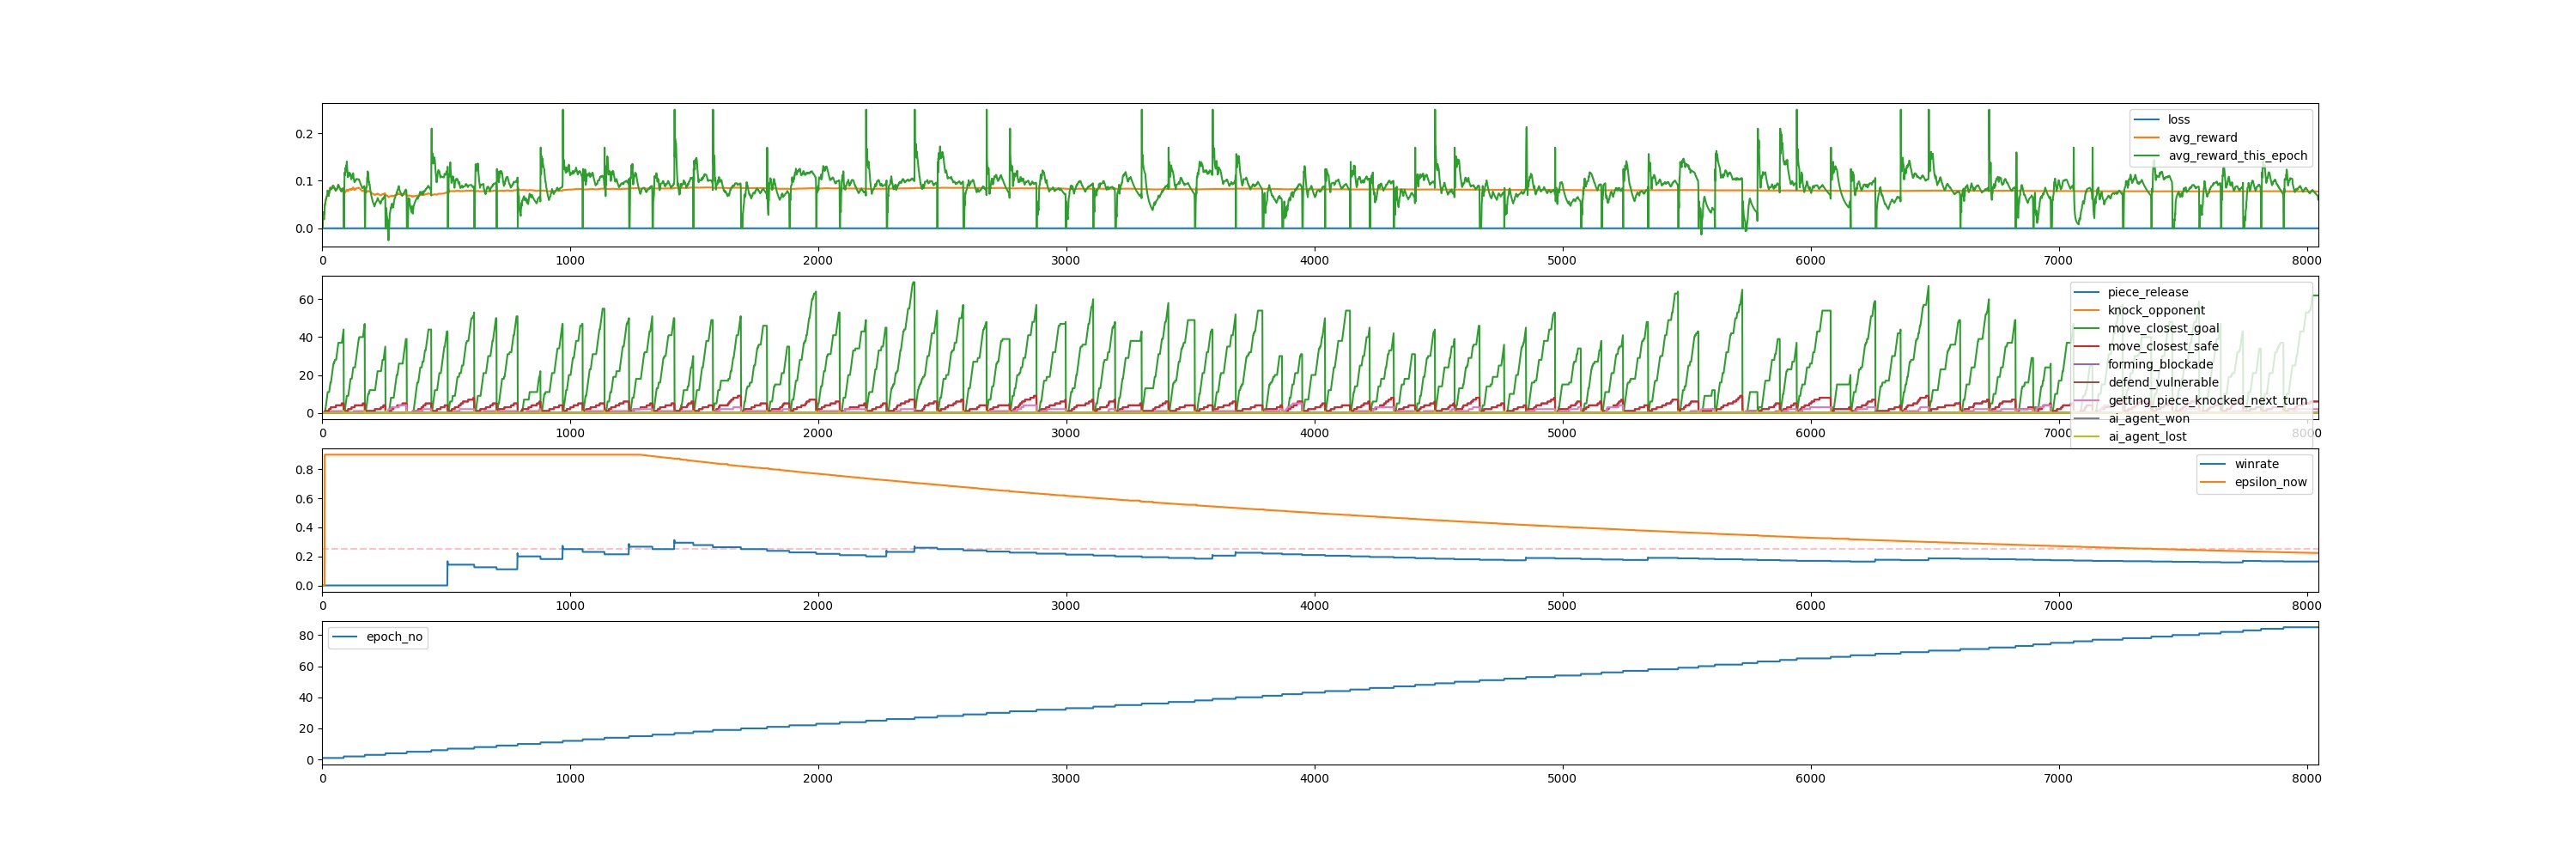 0.2
0.1
0.0
loss
avg_reward
avg_reward_this_epoch
0 1000 2000 3000 4000 5000 6000 7000 8000
60
40
20
0
piece_release
knock_opponent
move_closest_goal
move_closest_safe
forming_blockade
defend_vulnerable
getting_piece_knocked_next_turn
ai_agent_won
ai_agent_lost
0 1000 2000 3000 4000 5000 6000 7000 8000
0.8
0.6
0.4
0.2
0.0
winrate
epsilon_now
0 1000 2000 3000 4000 5000 6000 7000 8000
80
60
40
20
0
epoch_no
0 1000 2000 3000 4000 5000 6000 7000 8000